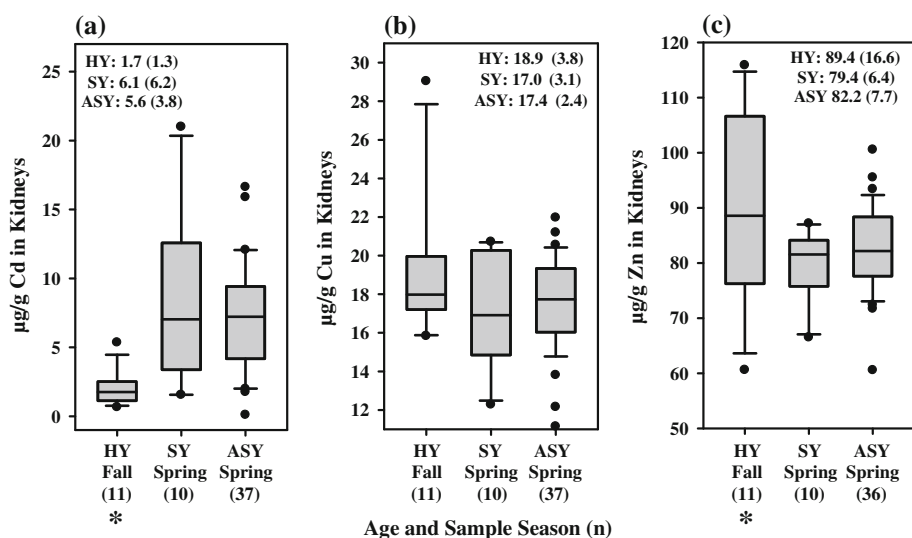 (a)
HY: 1.7 (1.3)
SY: 6.1 (6.2)
ASY: 5.6 (3.8)
µg/g Cd in Kidneys
25
20
15
10
5
0
HY
Fall
(11)
*
SY
Spring
(10)
ASY
Spring
(37)
(b)
HY: 18.9 (3.8)
SY: 17.0 (3.1)
ASY: 17.4 (2.4)
µg/g Cu in Kidneys
30
28
26
24
22
20
18
16
14
12
HY
Fall
(11)
SY
Spring
(10)
ASY
Spring
(37)
(c)
HY: 89.4 (16.6)
SY: 79.4 (6.4)
ASY 82.2 (7.7)
µg/g Zn in Kidneys
120
110
100
90
80
70
60
50
HY
Fall
(11)
*
SY
Spring
(10)
ASY
Spring
(36)
Age and Sample Season (n)